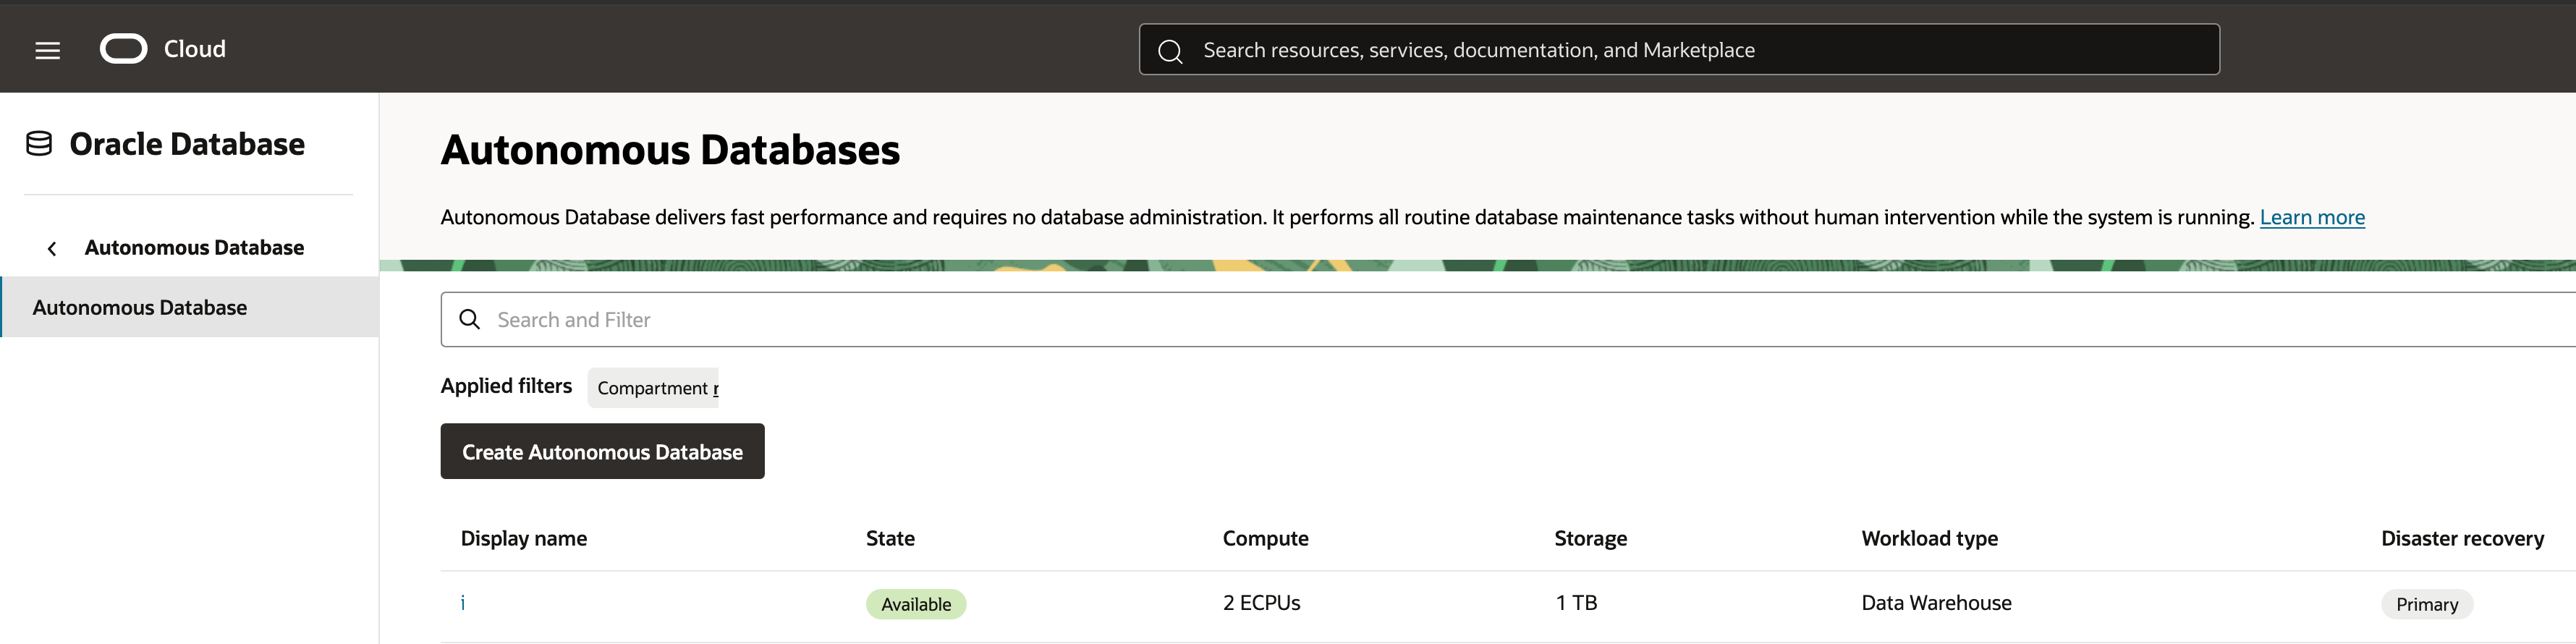 Cloud
Search resources, services, documentation, and Marketplace
Oracle Database
Autonomous Database
Autonomous Database
Autonomous Databases
Autonomous Database delivers fast performance and requires no database administration. It performs all routine database maintenance tasks without human intervention while the system is running. Learn more
Search and Filter
Applied filters Compartment
Create Autonomous Database
Display name State Compute Storage Workload type Disaster recovery
i Available 2 ECPUs 1 TB Data Warehouse Primary